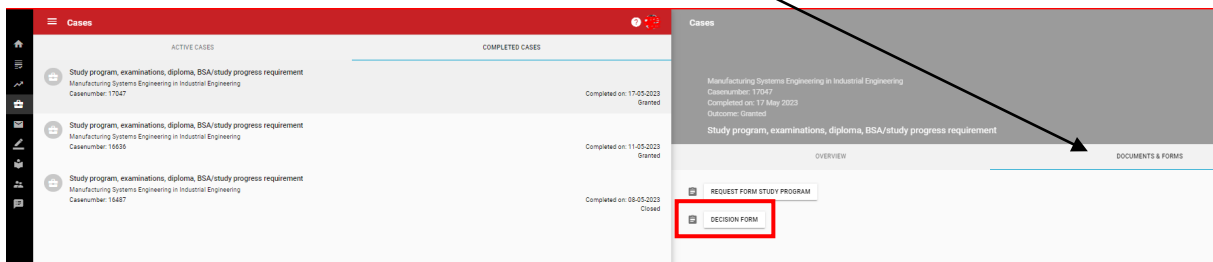 Cases
ACTIVE CASES
COMPLETED CASES
Study program, examinations, diploma, BSA/study progress requirement
Manufacturing Systems Engineering in Industrial Engineering
Casenumber: 17047
Completed on: 17-05-2023
Granted
Study program, examinations, diploma, BSA/study progress requirement
Manufacturing Systems Engineering in Industrial Engineering
Casenumber: 16636
Completed on: 11-05-2023
Granted
Study program, examinations, diploma, BSA/study progress requirement
Manufacturing Systems Engineering in Industrial Engineering
Casenumber: 16487
Completed on: 08-05-2023
Closed
Cases
Manufacturing Systems Engineering in Industrial Engineering
Casenumber: 17047
Completed on: 17 May 2023
Outcome: Granted
Study program, examinations, diploma, BSA/study progress requirement
OVERVIEW
DOCUMENTS & FORMS
REQUEST FORM STUDY PROGRAM
DECISION FORM